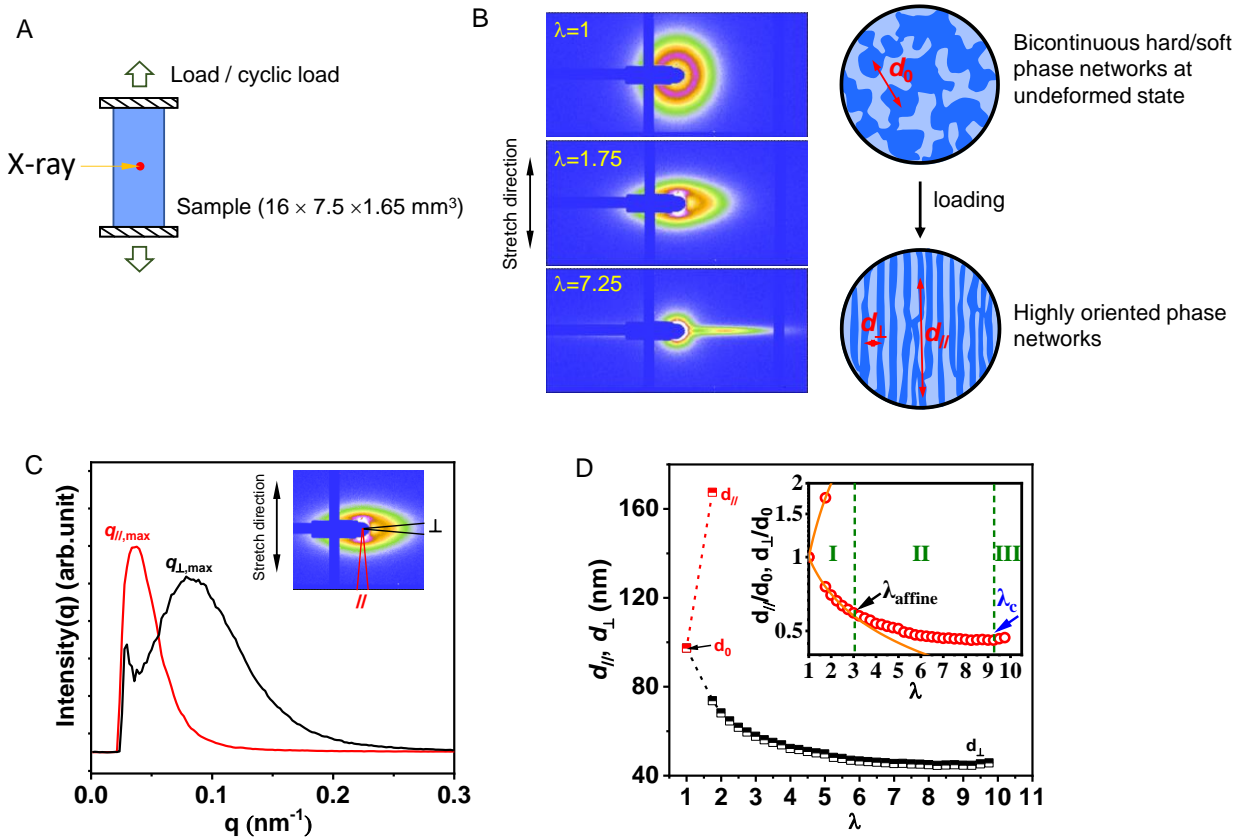 A
Load / cyclic load
X-ray
Sample (16 × 7.5 ×1.65 mm³)
B
Stretch direction
λ=1
λ=1.75
λ=7.25
d₀
Bicontinuous hard/soft
phase networks at
undeformed state
loading
d⊥
d//
Highly oriented phase
networks
C
Intensity(q) (arb.unit)
q//,max
q⊥,max
Stretch direction
⊥
//
0.0 0.1 0.2 0.3
q (nm⁻¹)
D
d//, d⊥ (nm)
160
120
80
40
d//
d₀
d⊥
1 2 3 4 5 6 7 8 9 10 11
λ
d///d₀, d⊥/d₀
2
1.5
1
0.5
I II III
λaffine
λc
1 2 3 4 5 6 7 8 9 10
λ